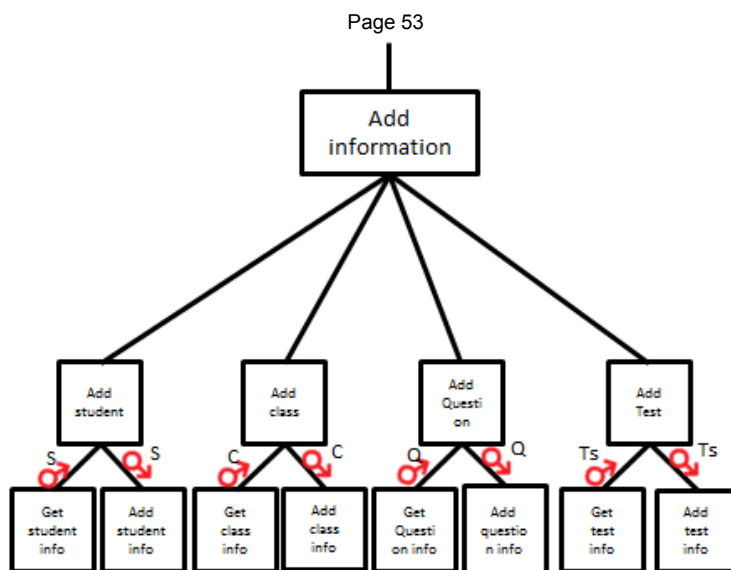 Page 53
Add
information
Add
student
Add
class
Add
Questi
on
Add
Test
S
S
C
C
Q
Q
Ts
Ts
Get
student
info
Add
student
info
Get
class
info
Add
class
info
Get
Questi
on info
Add
questio
n info
Get
test
info
Add
test info